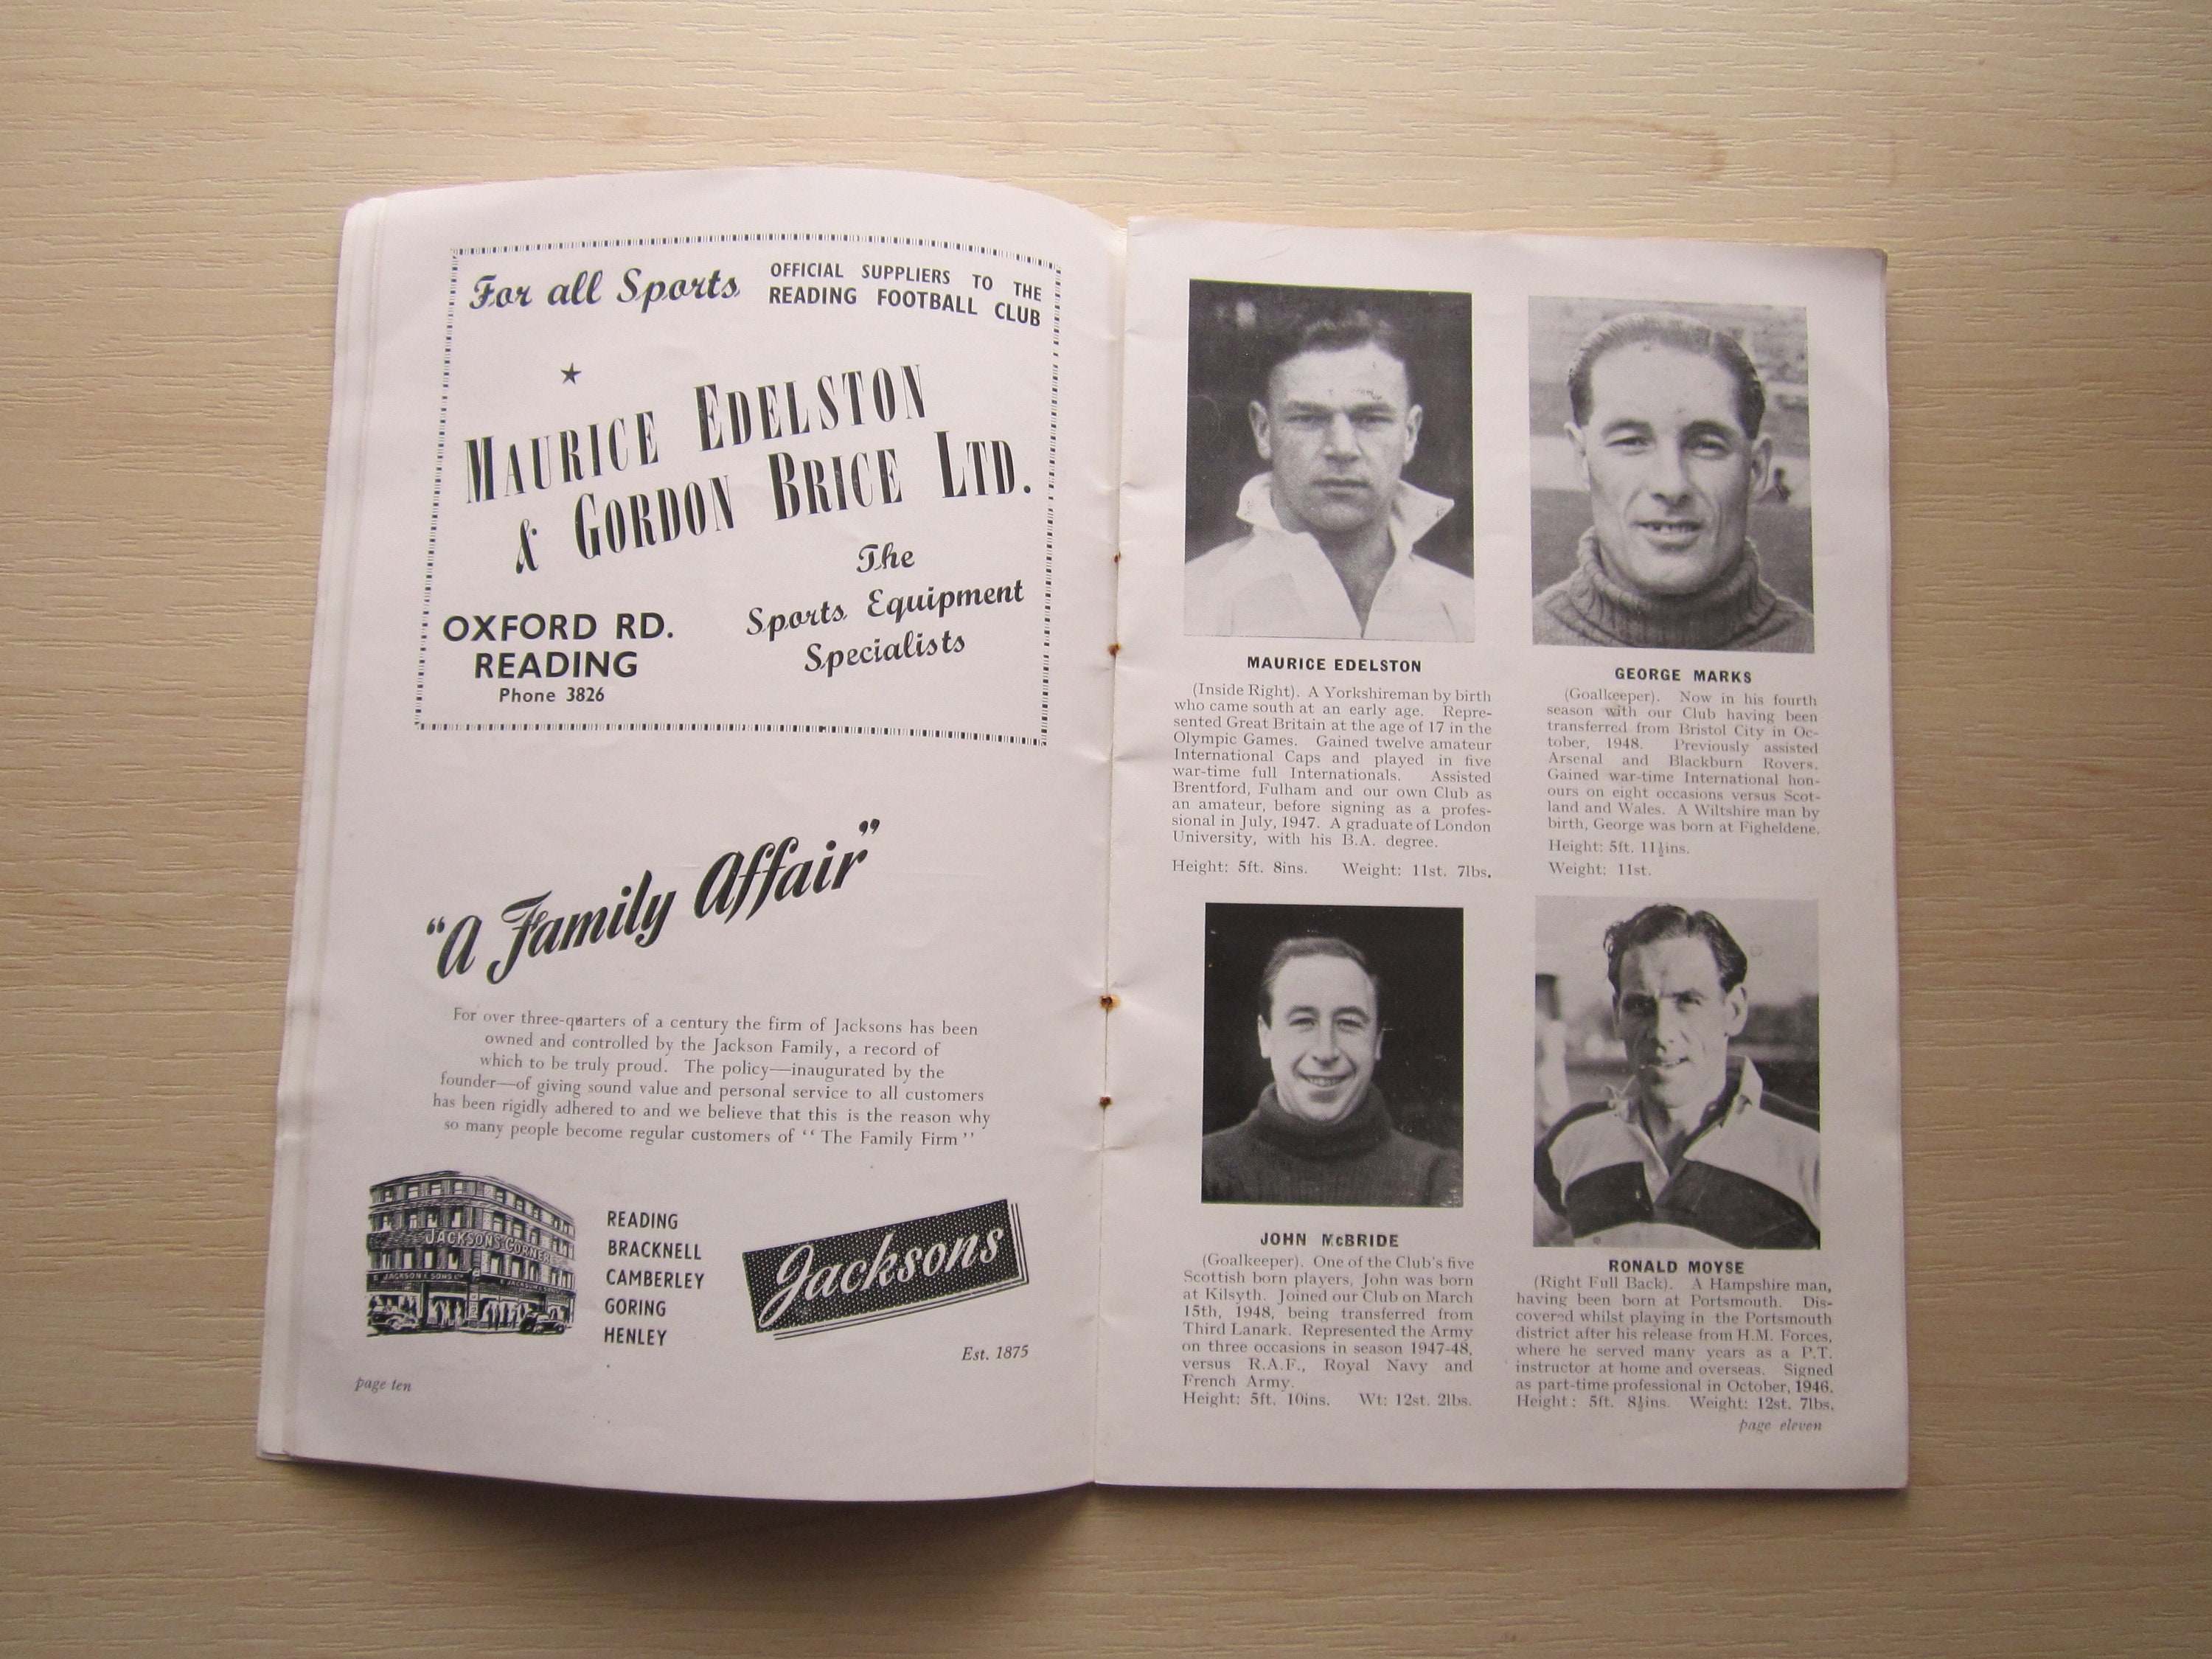 For all Sports
OFFICIAL SUPPLIERS TO THE
READING FOOTBALL CLUB
MAURICE EDELSTON
& GORDON BRICE LTD.
The
Sports Equipment
Specialists
OXFORD RD.
READING
Phone 3826
"A Family Affair"
For over three-quarters of a century the firm of Jacksons has been
owned and controlled by the Jackson Family, a record of
which to be truly proud. The policy—inaugurated by the
founder—of giving sound value and personal service to all customers
has been rigidly adhered to and we believe that this is the reason why
so many people become regular customers of "The Family Firm"
JACKSONS CORNER
E. JACKSON & SONS LTD
READING
BRACKNELL
CAMBERLEY
GORING
HENLEY
Jacksons
Est. 1875
page ten
MAURICE EDELSTON
(Inside Right). A Yorkshireman by birth
who came south at an early age. Repre-
sented Great Britain at the age of 17 in the
Olympic Games. Gained twelve amateur
International Caps and played in five
war-time full Internationals. Assisted
Brentford, Fulham and our own Club as
an amateur, before signing as a profes-
sional in July, 1947. A graduate of London
University, with his B.A. degree.
Height: 5ft. 8ins. Weight: 11st. 7lbs.
GEORGE MARKS
(Goalkeeper). Now in his fourth
season with our Club having been
transferred from Bristol City in Oc-
tober, 1948. Previously assisted
Arsenal and Blackburn Rovers.
Gained war-time International hon-
ours on eight occasions versus Scot-
land and Wales. A Wiltshire man by
birth, George was born at Figheldene.
Height: 5ft. 11½ins.
Weight: 11st.
JOHN McBRIDE
(Goalkeeper). One of the Club's five
Scottish born players, John was born
at Kilsyth. Joined our Club on March
15th, 1948, being transferred from
Third Lanark. Represented the Army
on three occasions in season 1947-48,
versus R.A.F., Royal Navy and
French Army.
Height: 5ft. 10ins. Wt: 12st. 2lbs.
RONALD MOYSE
(Right Full Back). A Hampshire man,
having been born at Portsmouth. Dis-
covered whilst playing in the Portsmouth
district after his release from H.M. Forces,
where he served many years as a P.T.
instructor at home and overseas. Signed
as part-time professional in October, 1946.
Height: 5ft. 8½ins. Weight: 12st. 7lbs.
page eleven